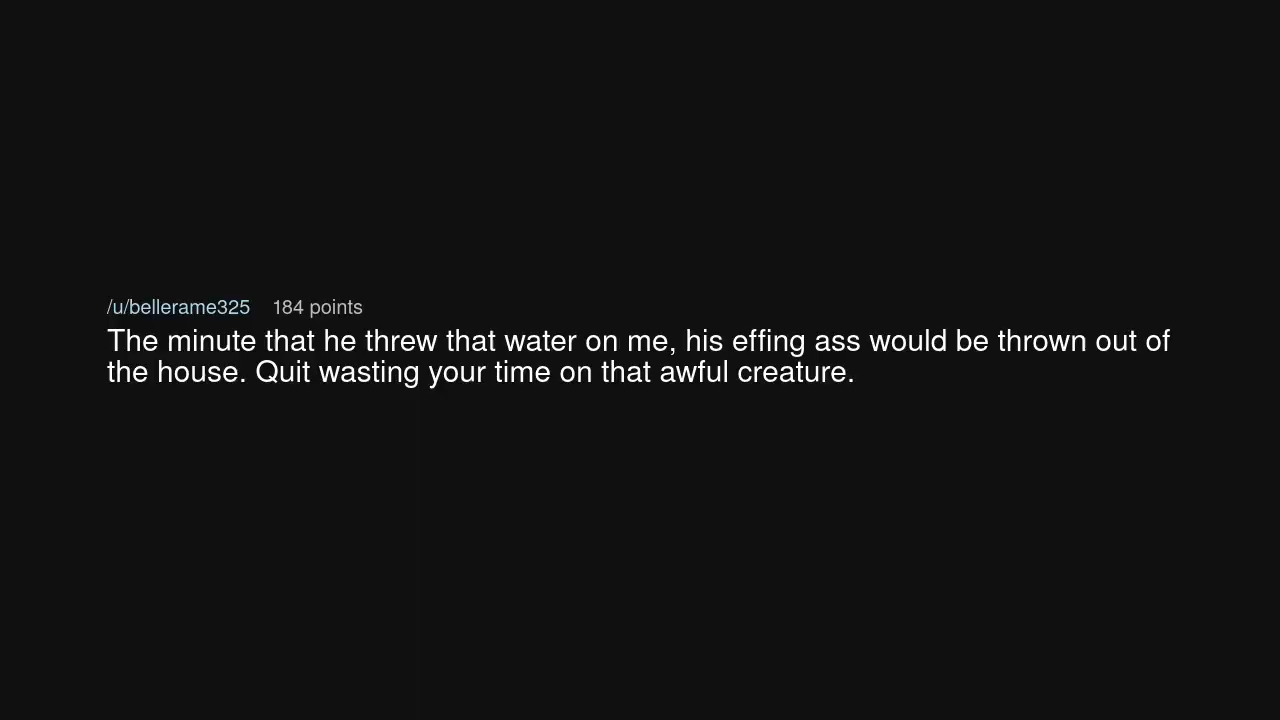 /u/bellerame325 184 points
The minute that he threw that water on me, his effing ass would be thrown out of
the house. Quit wasting your time on that awful creature.